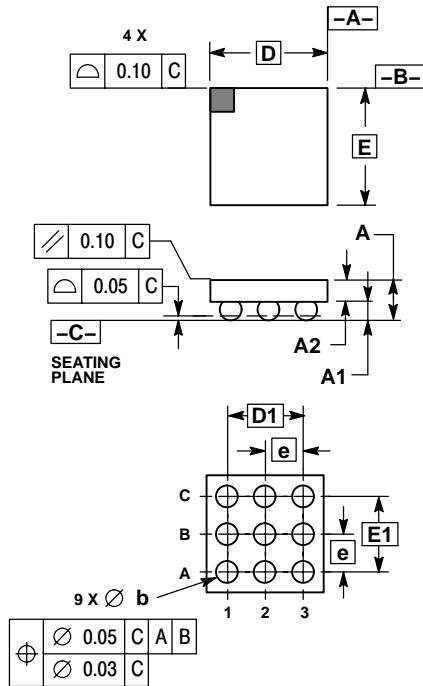 4 X
⌓ 0.10 C
D
–A–
–B–
E
⫽ 0.10 C
⌓ 0.05 C
–C–
SEATING
PLANE
A
A2
A1
D1
e
C
B
A
E1
e
9 X ∅ b
1 2 3
⌖ ∅ 0.05 C A B
∅ 0.03 C